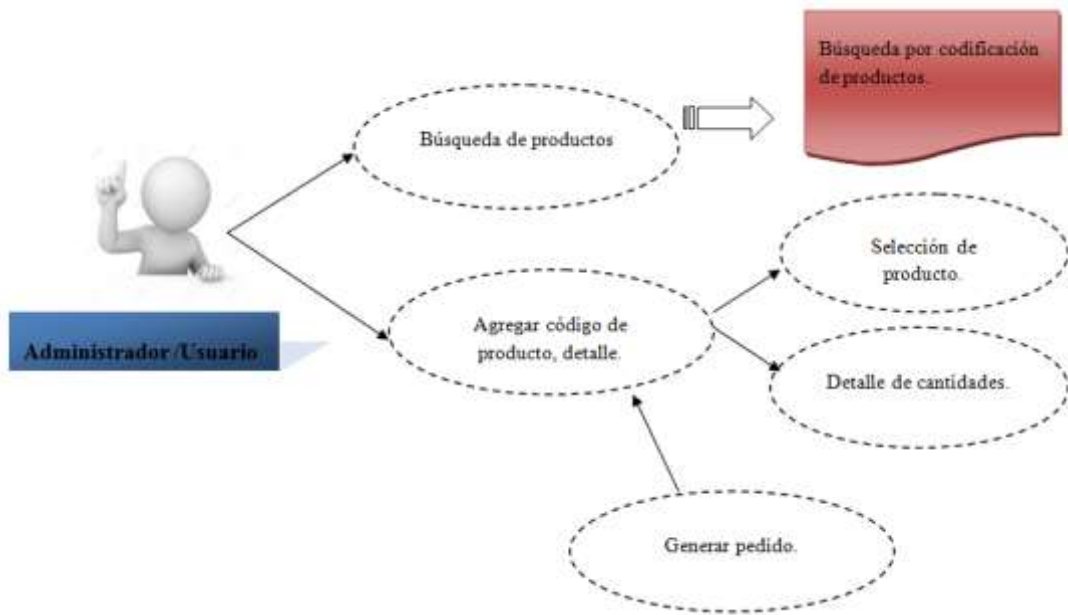 Búsqueda por codificación
de productos.
Búsqueda de productos
Selección de
producto.
Agregar código de
producto, detalle.
Administrador /Usuario
Detalle de cantidades.
Generar pedido.